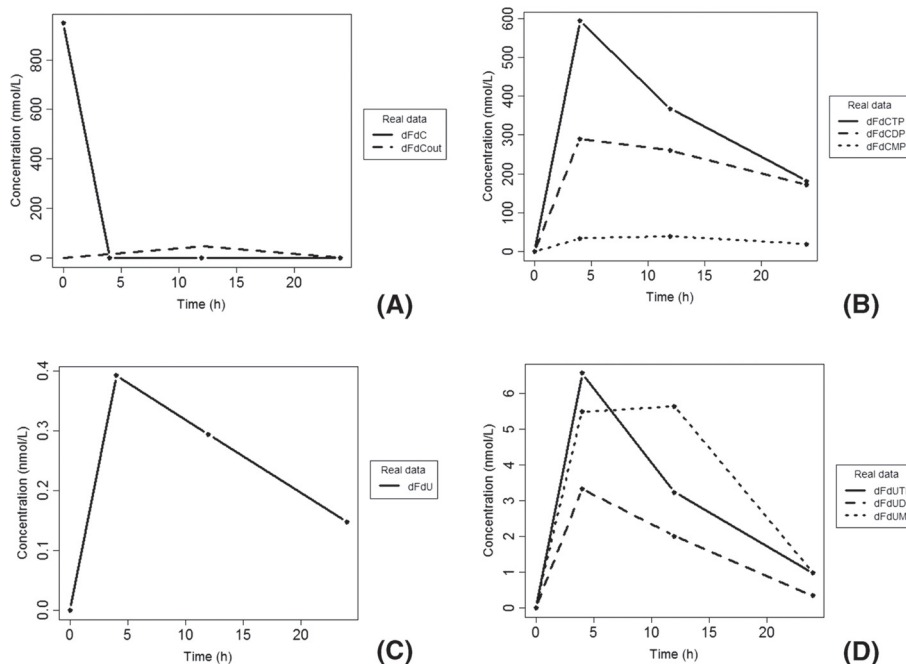 Concentration (nmol/L)
0 200 400 600 800
0 5 10 15 20
Time (h)
Real data
dFdC
dFdCout
(A)
Concentration (nmol/L)
0 100 200 300 400 500 600
0 5 10 15 20
Time (h)
Real data
dFdCTP
dFdCDP
dFdCMP
(B)
Concentration (nmol/L)
0.0 0.1 0.2 0.3 0.4
0 5 10 15 20
Time (h)
Real data
dFdU
(C)
Concentration (nmol/L)
0 1 2 3 4 5 6
0 5 10 15 20
Time (h)
Real data
dFdUT
dFdUD
dFdUM
(D)